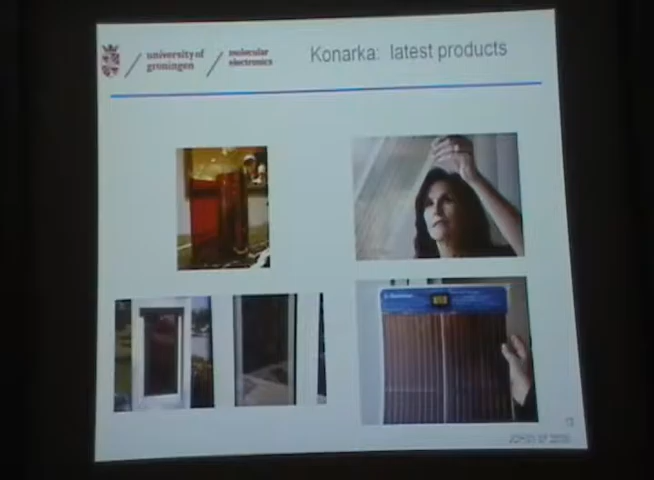 university of
groningen
molecular
electronics
Konarka: latest products